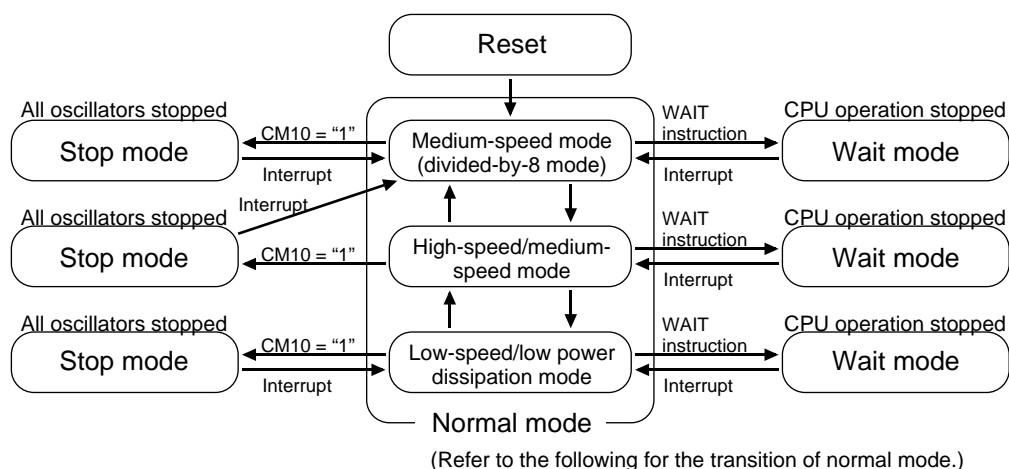 Reset
All oscillators stopped
CM10 = “1”
WAIT
instruction
CPU operation stopped
Stop mode
Medium-speed mode
(divided-by-8 mode)
Wait mode
Interrupt
Interrupt
Interrupt
All oscillators stopped
WAIT
instruction
CPU operation stopped
Stop mode
CM10 = “1”
High-speed/medium-
speed mode
Wait mode
Interrupt
All oscillators stopped
CM10 = “1”
WAIT
instruction
CPU operation stopped
Stop mode
Low-speed/low power
dissipation mode
Wait mode
Interrupt
Interrupt
Normal mode
(Refer to the following for the transition of normal mode.)